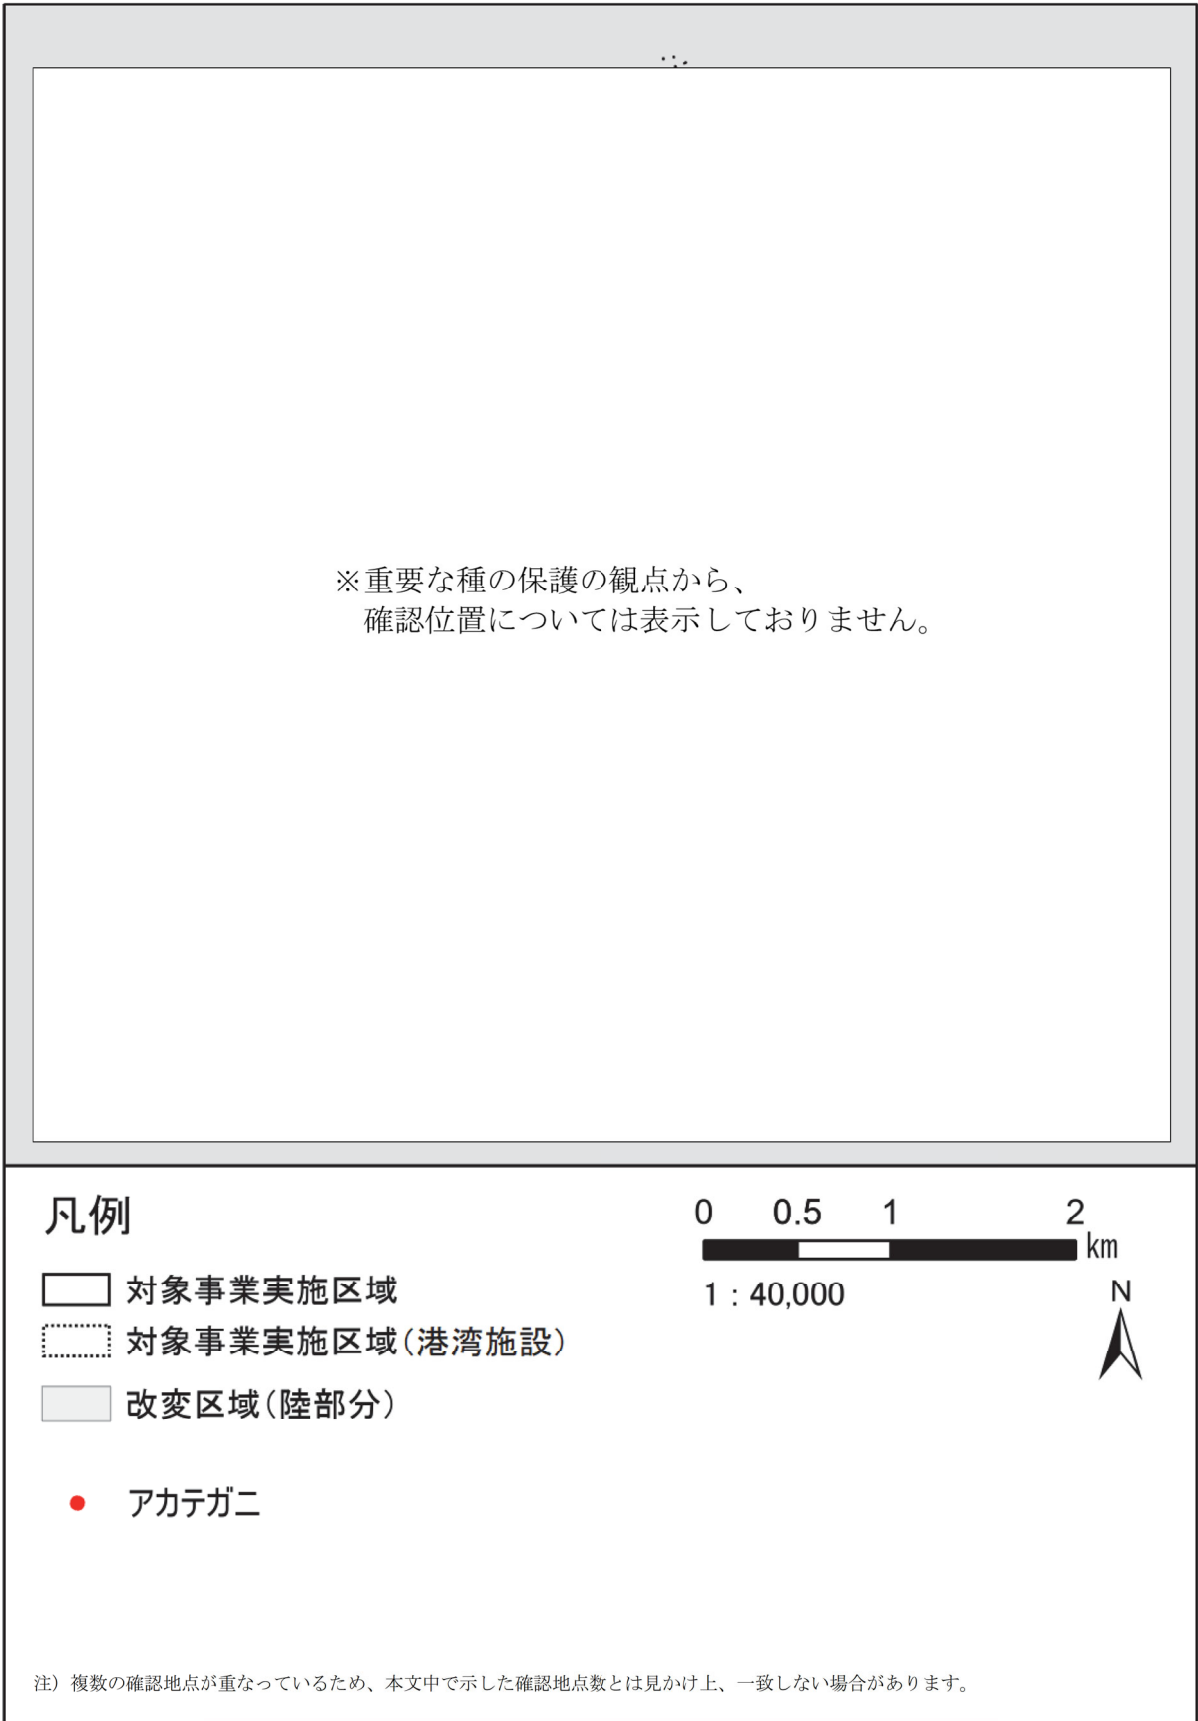 ※重要な種の保護の観点から、
確認位置については表示しておりません。
凡例
0 0.5 1 2
km
対象事業実施区域
1：40,000
N
対象事業実施区域(港湾施設)
改変区域(陸部分)
アカテガニ
注）複数の確認地点が重なっているため、本文中で示した確認地点数とは見かけ上、一致しない場合があります。